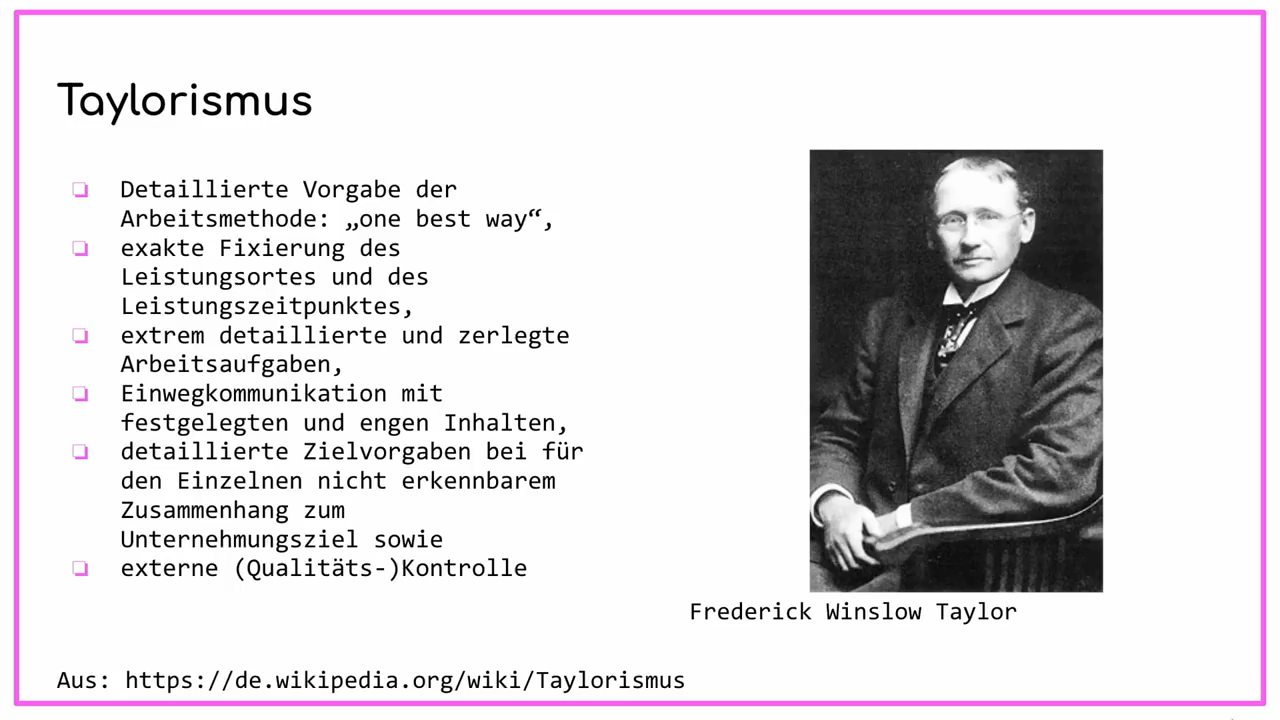 Taylorismus
Detaillierte Vorgabe der
Arbeitsmethode: „one best way“,
exakte Fixierung des
Leistungsortes und des
Leistungszeitpunktes,
extrem detaillierte und zerlegte
Arbeitsaufgaben,
Einwegkommunikation mit
festgelegten und engen Inhalten,
detaillierte Zielvorgaben bei für
den Einzelnen nicht erkennbarem
Zusammenhang zum
Unternehmungsziel sowie
externe (Qualitäts-)Kontrolle
Frederick Winslow Taylor
Aus: https://de.wikipedia.org/wiki/Taylorismus